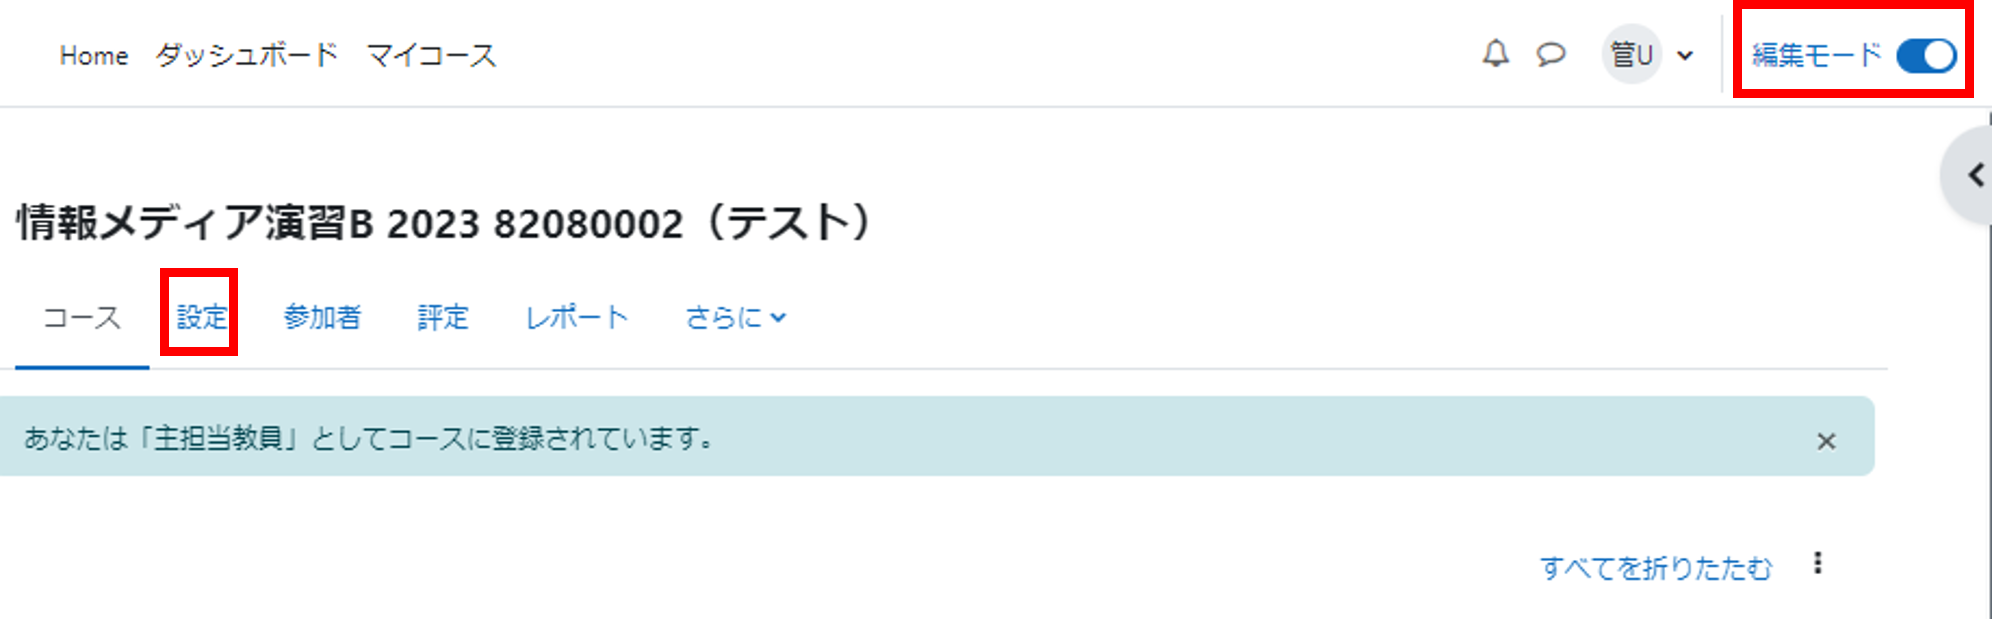 Home ダッシュボード マイコース 管U 編集モード
情報メディア演習B 2023 82080002（テスト）
コース 設定 参加者 評定 レポート さらに
あなたは「主担当教員」としてコースに登録されています。 ×
すべてを折りたたむ